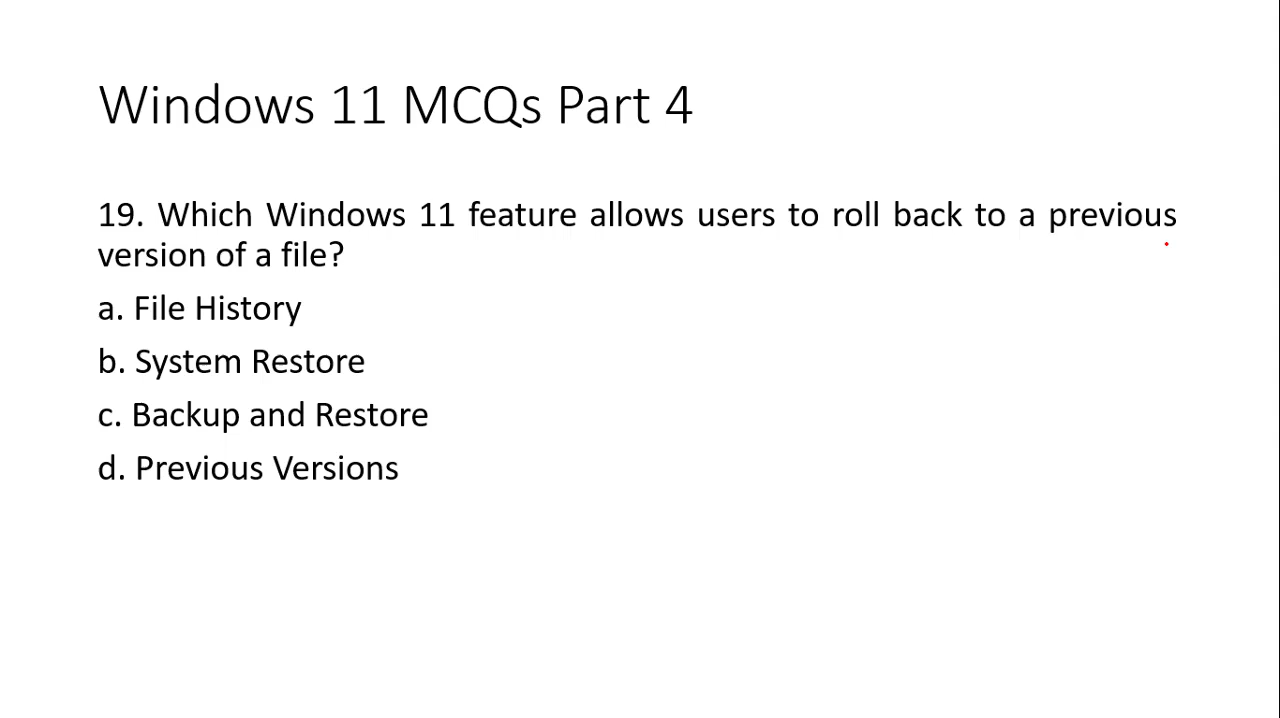 Windows 11 MCQs Part 4
19. Which Windows 11 feature allows users to roll back to a previous
version of a file?
a. File History
b. System Restore
c. Backup and Restore
d. Previous Versions